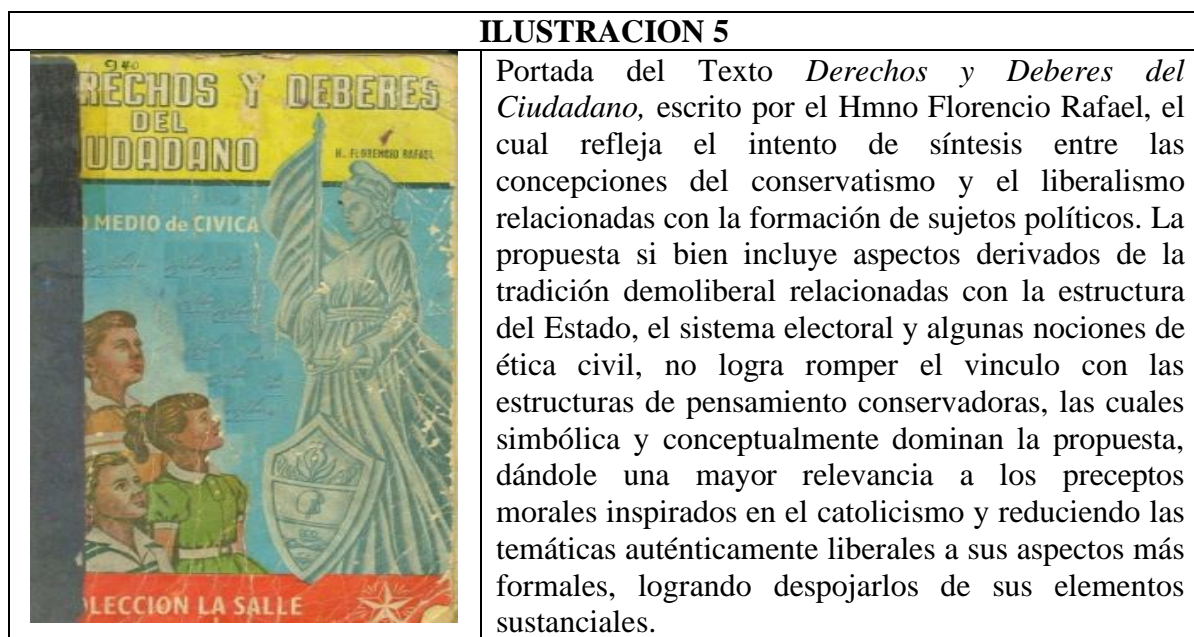 ILUSTRACION 5
940
RECHOS Y DEBERES
DEL
UDADANO
H. FLORENCIO RAFAEL
O MEDIO de CIVICA
LECCION LA SALLE
Portada del Texto Derechos y Deberes del
Ciudadano, escrito por el Hmno Florencio Rafael, el
cual refleja el intento de síntesis entre las
concepciones del conservatismo y el liberalismo
relacionadas con la formación de sujetos políticos. La
propuesta si bien incluye aspectos derivados de la
tradición demoliberal relacionadas con la estructura
del Estado, el sistema electoral y algunas nociones de
ética civil, no logra romper el vinculo con las
estructuras de pensamiento conservadoras, las cuales
simbólica y conceptualmente dominan la propuesta,
dándole una mayor relevancia a los preceptos
morales inspirados en el catolicismo y reduciendo las
temáticas auténticamente liberales a sus aspectos más
formales, logrando despojarlos de sus elementos
sustanciales.